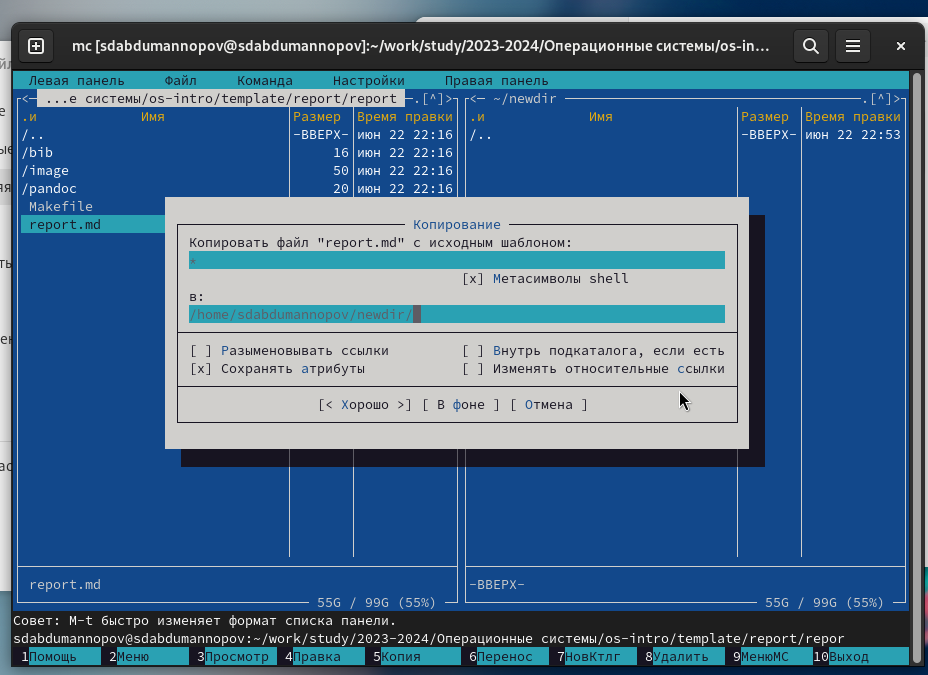 mc [sdabdumannopov@sdabdumannopov]:~/work/study/2023-2024/Операционные системы/os-in…
Левая панель Файл Команда Настройки Правая панель
<— ...е системы/os-intro/template/report/report —.[^]> <— ~/newdir —.[^]>
.и Имя Размер Время правки .и Имя Размер Время правки
/.. -ВВЕРХ- июн 22 22:16 /.. -ВВЕРХ- июн 22 22:53
/bib 16 июн 22 22:16
/image 50 июн 22 22:16
/pandoc 20 июн 22 22:16
Makefile
report.md
Копирование
Копировать файл "report.md" с исходным шаблоном:
*
[x] Метасимволы shell
в:
/home/sdabdumannopov/newdir/
[ ] Разыменовывать ссылки [ ] Внутрь подкаталога, если есть
[x] Сохранять атрибуты [ ] Изменять относительные ссылки
[< Хорошо >] [ В фоне ] [ Отмена ]
report.md -ВВЕРХ-
55G / 99G (55%) 55G / 99G (55%)
Совет: M-t быстро изменяет формат списка панели.
sdabdumannopov@sdabdumannopov:~/work/study/2023-2024/Операционные системы/os-intro/template/report/repor
1Помощь 2Меню 3Просмотр 4Правка 5Копия 6Перенос 7НовКтлг 8Удалить 9МенюМС 10Выход